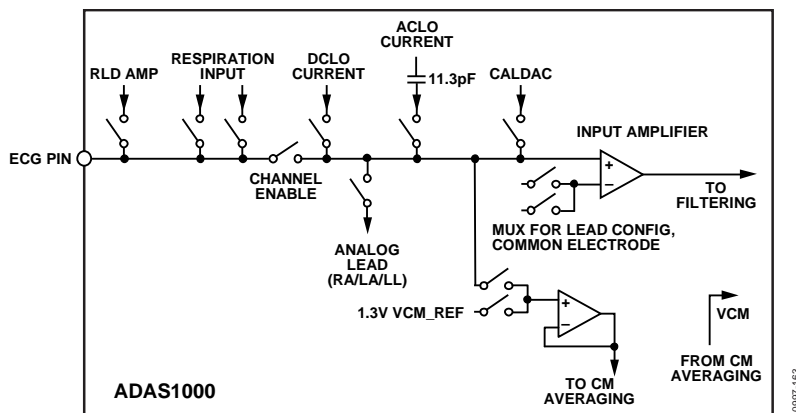 ACLO
CURRENT
RESPIRATION
INPUT
DCLO
CURRENT
11.3pF
RLD AMP
CALDAC
INPUT AMPLIFIER
ECG PIN
+
–
CHANNEL
ENABLE
TO
FILTERING
MUX FOR LEAD CONFIG,
COMMON ELECTRODE
ANALOG
LEAD
(RA/LA/LL)
+
–
1.3V VCM_REF
VCM
FROM CM
AVERAGING
TO CM
AVERAGING
ADAS1000